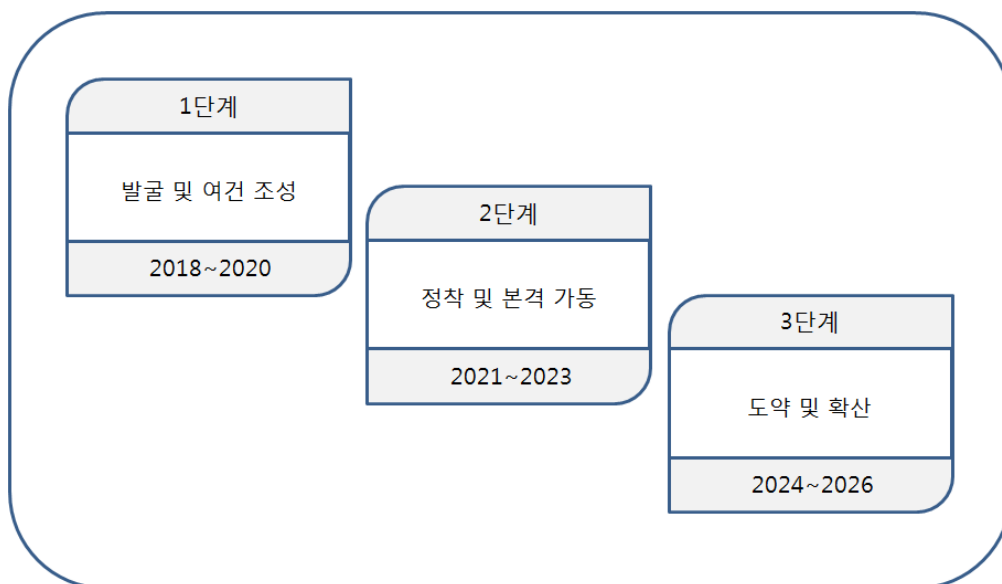 1단계
발굴 및 여건 조성
2018~2020
2단계
정착 및 본격 가동
2021~2023
3단계
도약 및 확산
2024~2026